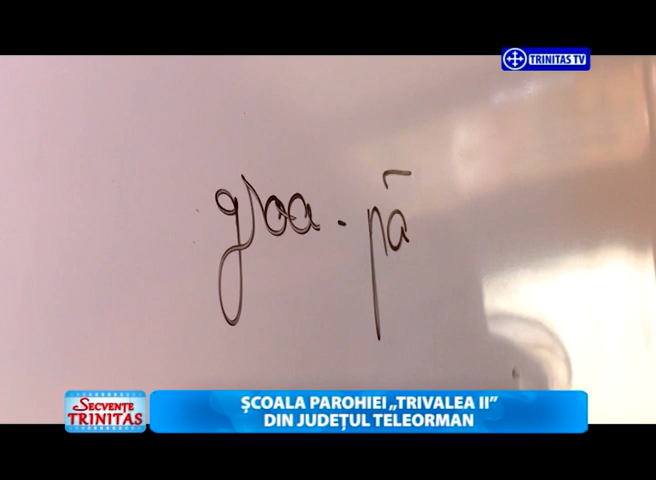 TRINITAS TV
groa - pă
SECVENȚE
TRINITAS
ȘCOALA PAROHIEI „TRIVALEA II”
DIN JUDEȚUL TELEORMAN